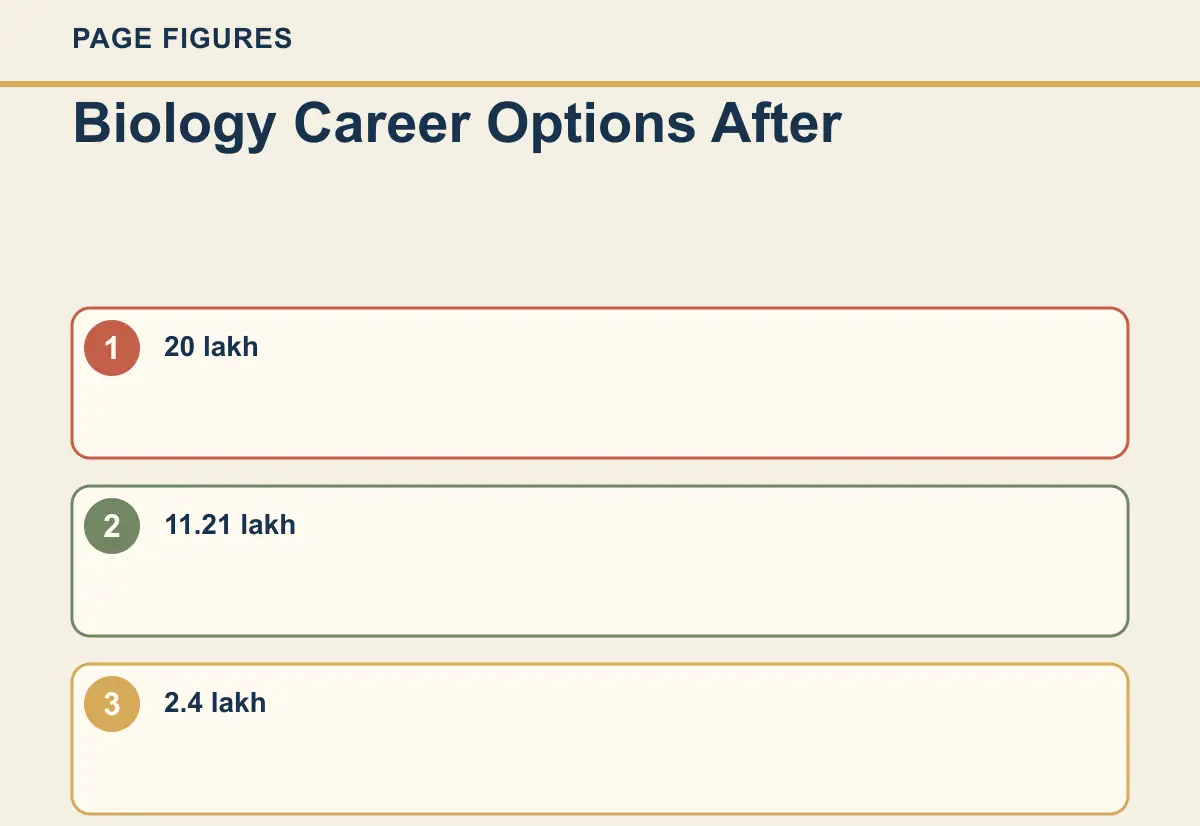 PAGE FIGURES
Biology Career Options After
1 20 lakh
2 11.21 lakh
3 2.4 lakh